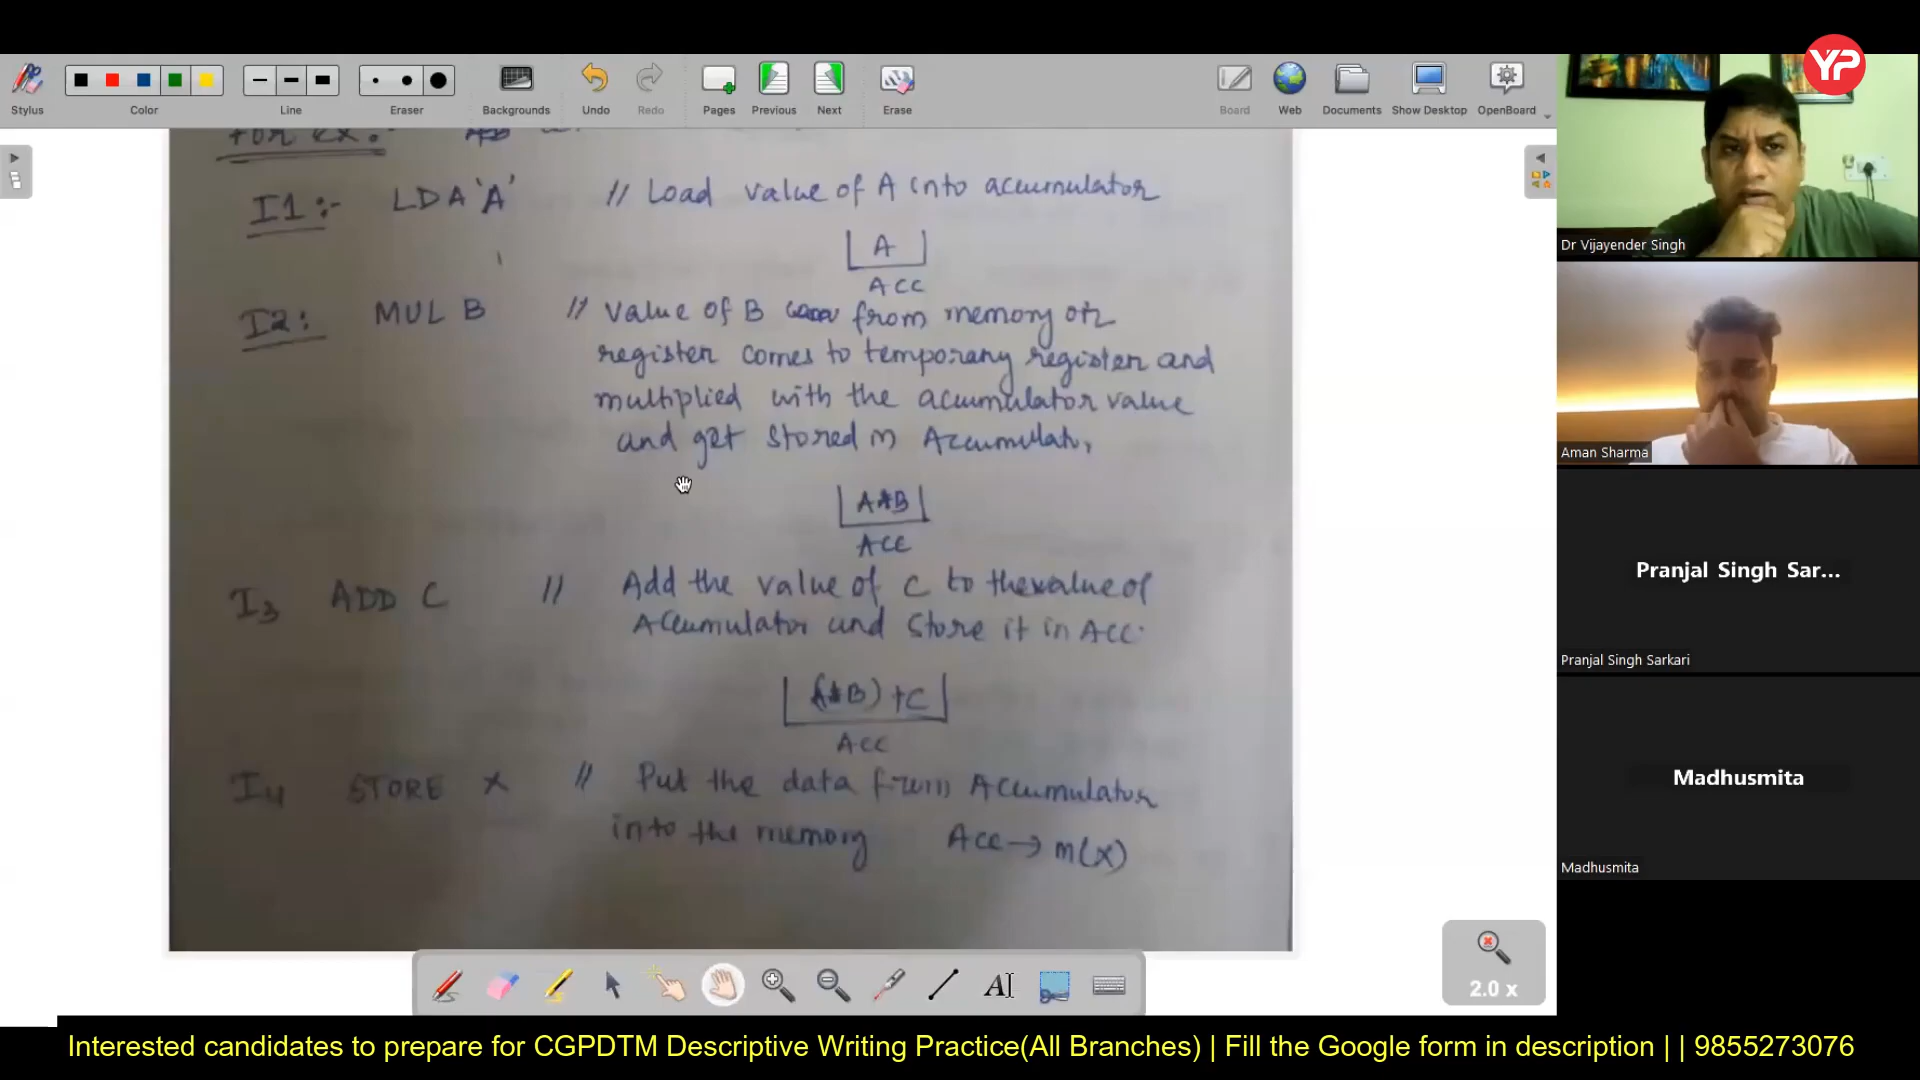 YP
Stylus
Color
Line
Eraser
Backgrounds
Undo
Redo
Pages
Previous
Next
Erase
Board
Web
Documents
Show Desktop
OpenBoard
For ex:-
I1:- LDA 'A' // Load value of A into accumulator
A
ACC
I2: MUL B // value of B from memory or
register comes to temporary register and
multiplied with the accumulator value
and get stored in Accumulator
A*B
ACC
I3 ADD C // Add the value of C to the value of
Accumulator and store it in ACC.
(A*B)+C
ACC
I4 STORE X // Put the data from Accumulator
into the memory Acc → m(x)
2.0 x
Dr Vijayender Singh
Aman Sharma
Pranjal Singh Sar...
Pranjal Singh Sarkari
Madhusmita
Madhusmita
Interested candidates to prepare for CGPDTM Descriptive Writing Practice(All Branches) | Fill the Google form in description | | 9855273076